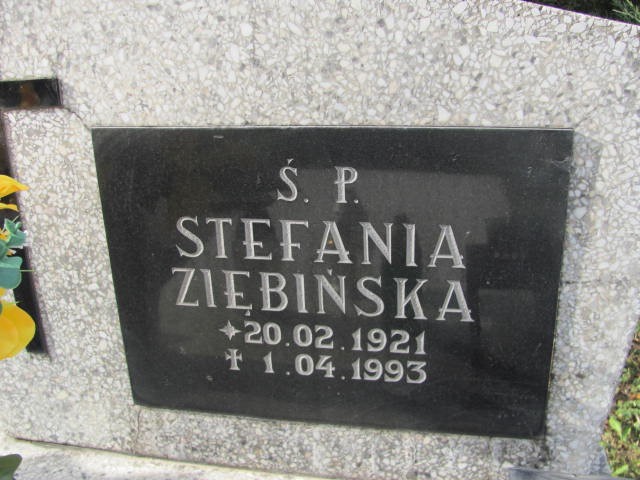 Ś. P.
STEFANIA
ZIĘBIŃSKA
✦20.02.1921
✝ 1.04.1993